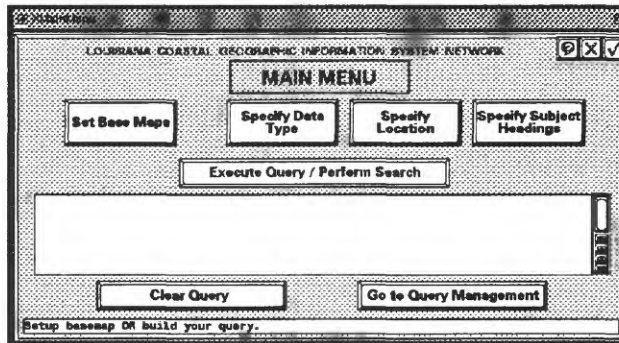 LOUISIANA COASTAL GEOGRAPHIC INFORMATION SYSTEM NETWORK
MAIN MENU
Set Base Maps
Specify Data Type
Specify Location
Specify Subject Headings
Execute Query / Perform Search
Clear Query
Go to Query Management
Setup basemap OR build your query.